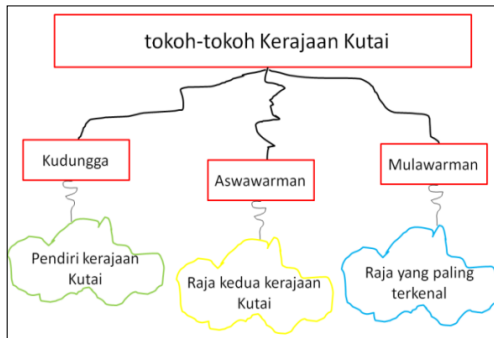 tokoh-tokoh Kerajaan Kutai
Kudungga
Aswawarman
Mulawarman
Pendiri kerajaan
Kutai
Raja kedua kerajaan
Kutai
Raja yang paling
terkenal